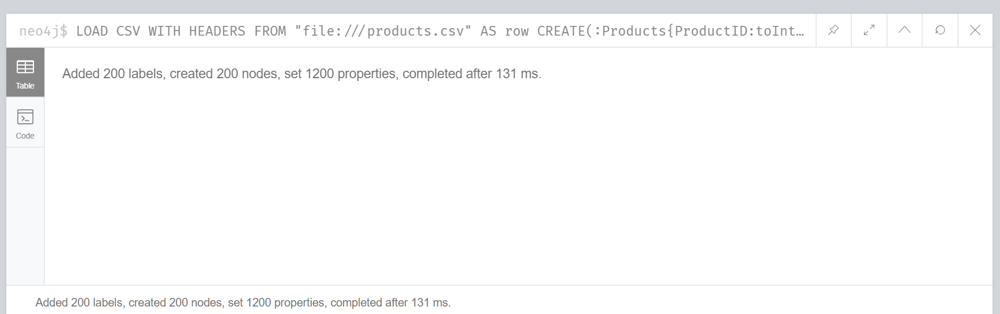 neo4j$ LOAD CSV WITH HEADERS FROM "file:///products.csv" AS row CREATE(:Products{ProductID:toInt…
Table
Added 200 labels, created 200 nodes, set 1200 properties, completed after 131 ms.
Code
Added 200 labels, created 200 nodes, set 1200 properties, completed after 131 ms.